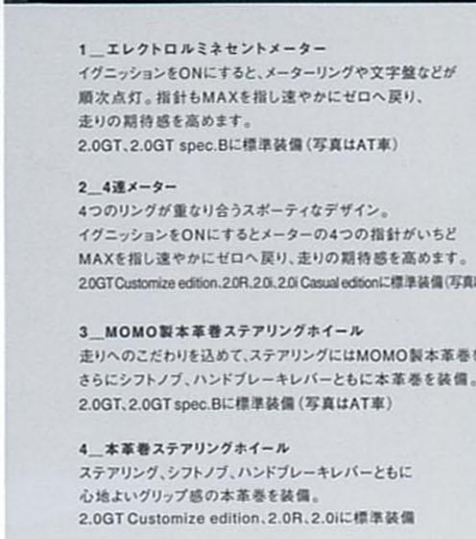 1__エレクトロルミネセントメーター
イグニッションをONにすると、メーターリングや文字盤などが
順次点灯。指針もMAXを指し速やかにゼロへ戻り、
走りの期待感を高めます。
2.0GT、2.0GT spec.Bに標準装備(写真はAT車)
2__4連メーター
4つのリングが重なり合うスポーティなデザイン。
イグニッションをONにするとメーターの4つの指針がいちど
MAXを指し速やかにゼロへ戻り、走りの期待感を高めます。
2.0GT Customize edition、2.0R、2.0i、2.0i Casual editionに標準装備(写真
3__MOMO製本革巻ステアリングホイール
走りへのこだわりを込めて、ステアリングにはMOMO製本革巻を
さらにシフトノブ、ハンドブレーキレバーともに本革巻を装備。
2.0GT、2.0GT spec.Bに標準装備(写真はAT車)
4__本革巻ステアリングホイール
ステアリング、シフトノブ、ハンドブレーキレバーともに
心地よいグリップ感の本革巻を装備。
2.0GT Customize edition、2.0R、2.0iに標準装備